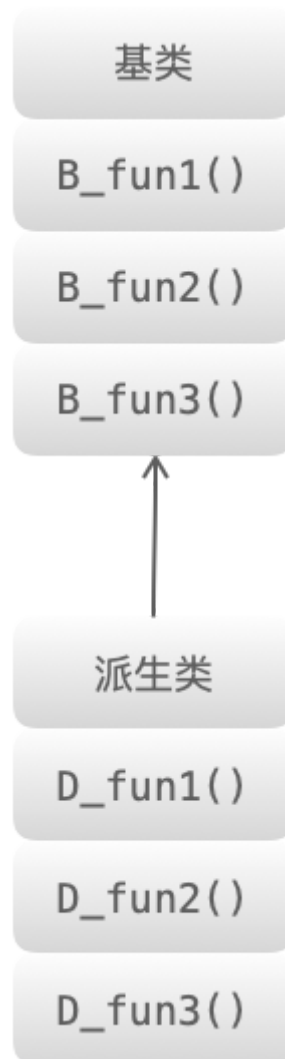 基类
B_fun1()
B_fun2()
B_fun3()
派生类
D_fun1()
D_fun2()
D_fun3()